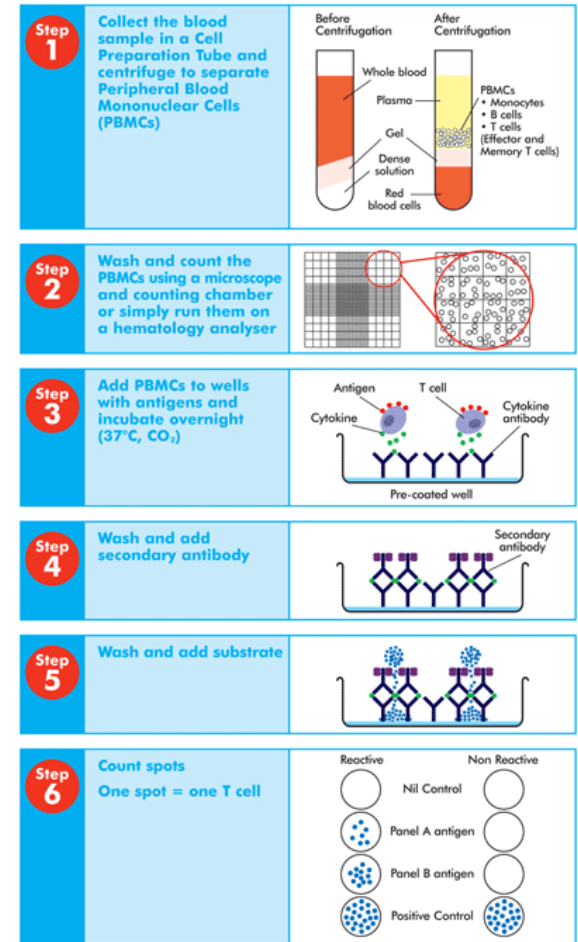 Step
1
Collect the blood
sample in a Cell
Preparation Tube and
centrifuge to separate
Peripheral Blood
Mononuclear Cells
(PBMCs)
Before
Centrifugation
After
Centrifugation
Whole blood
Plasma
Gel
Dense
solution
Red
blood cells
PBMCs
• Monocytes
• B cells
• T cells
(Effector and
Memory T cells)
Step
2
Wash and count the
PBMCs using a microscope
and counting chamber
or simply run them on
a hematology analyser
Step
3
Add PBMCs to wells
with antigens and
incubate overnight
(37°C, CO₂)
Antigen
T cell
Cytokine
Cytokine
antibody
Pre-coated well
Step
4
Wash and add
secondary antibody
Secondary
antibody
Step
5
Wash and add substrate
Step
6
Count spots
One spot = one T cell
Reactive
Non Reactive
Nil Control
Panel A antigen
Panel B antigen
Positive Control